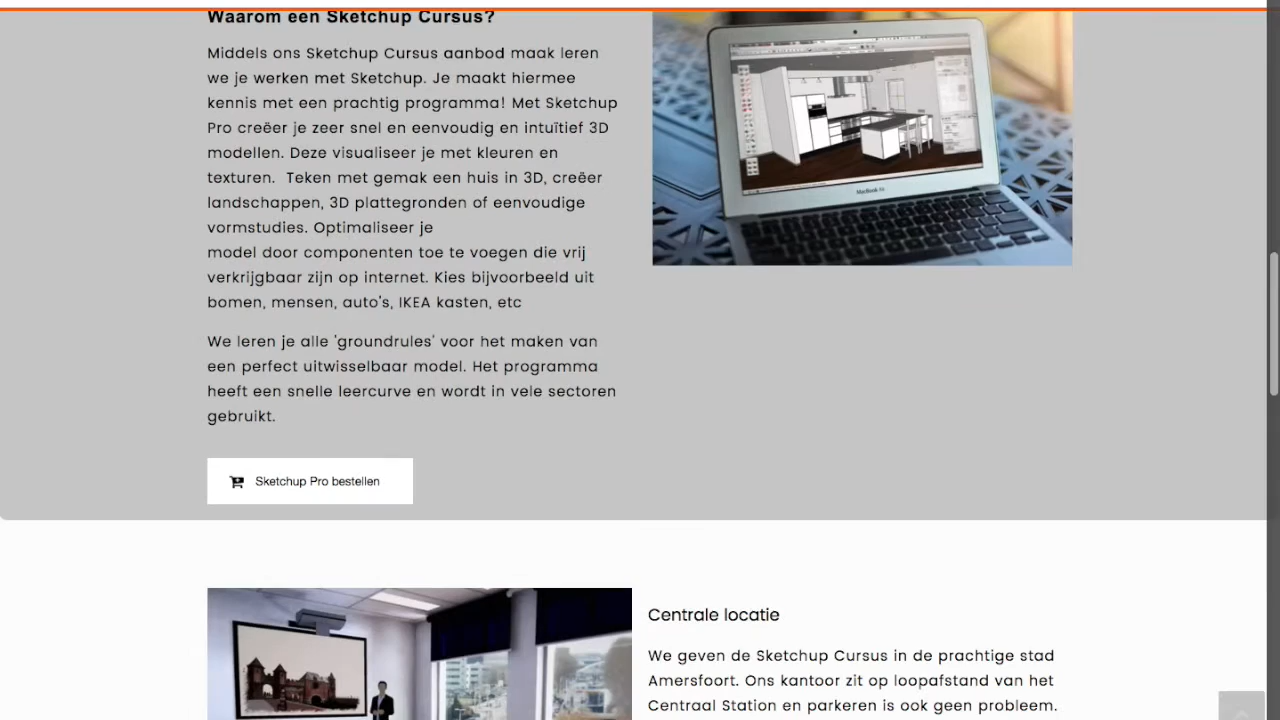 Waarom een Sketchup Cursus?
Middels ons Sketchup Cursus aanbod maak leren
we je werken met Sketchup. Je maakt hiermee
kennis met een prachtig programma! Met Sketchup
Pro creëer je zeer snel en eenvoudig en intuïtief 3D
modellen. Deze visualiseer je met kleuren en
texturen.  Teken met gemak een huis in 3D, creëer
landschappen, 3D plattegronden of eenvoudige
vormstudies. Optimaliseer je
model door componenten toe te voegen die vrij
verkrijgbaar zijn op internet. Kies bijvoorbeeld uit
bomen, mensen, auto's, IKEA kasten, etc
We leren je alle 'groundrules' voor het maken van
een perfect uitwisselbaar model. Het programma
heeft een snelle leercurve en wordt in vele sectoren
gebruikt.
Sketchup Pro bestellen
MacBook Air
Centrale locatie
We geven de Sketchup Cursus in de prachtige stad
Amersfoort. Ons kantoor zit op loopafstand van het
Centraal Station en parkeren is ook geen probleem.